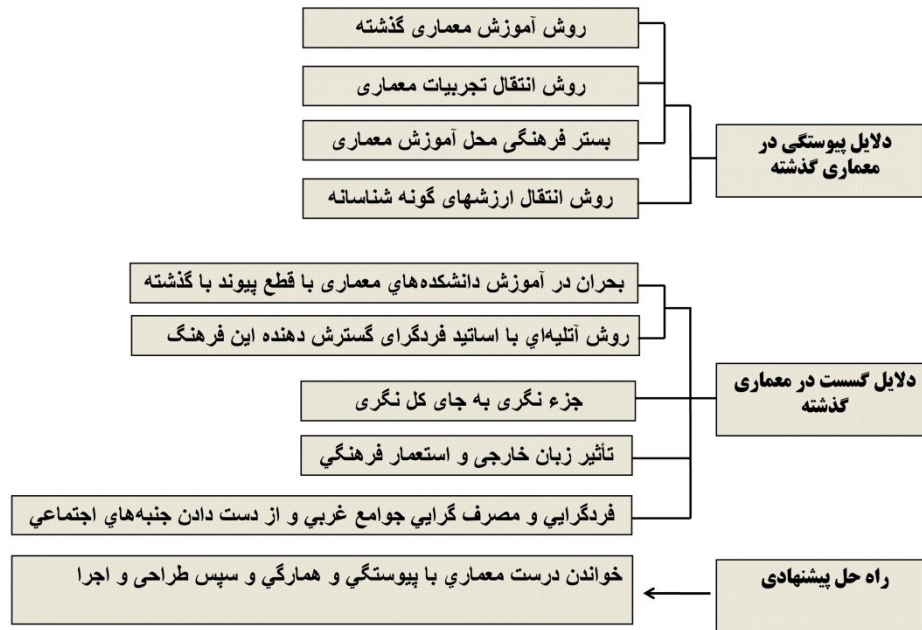 روش آموزش معماری گذشته
روش انتقال تجربیات معماری
بستر فرهنگی محل آموزش معماری
روش انتقال ارزشهای گونه شناسانه
دلایل پیوستگی در
معماری گذشته
بحران در آموزش دانشکده‌هاي معماری با قطع پیوند با گذشته
روش آتلیه‌اي با اساتید فردگرای گسترش دهنده این فرهنگ
جزء نگری به جای کل نگری
تأثیر زبان خارجی و استعمار فرهنگي
فردگرايي و مصرف گرايي جوامع غربي و از دست دادن جنبه‌هاي اجتماعي
دلایل گسست در معماری
گذشته
خواندن درست معماري با پيوستگي و همارگي و سپس طراحی و اجرا
راه حل پیشنهادی